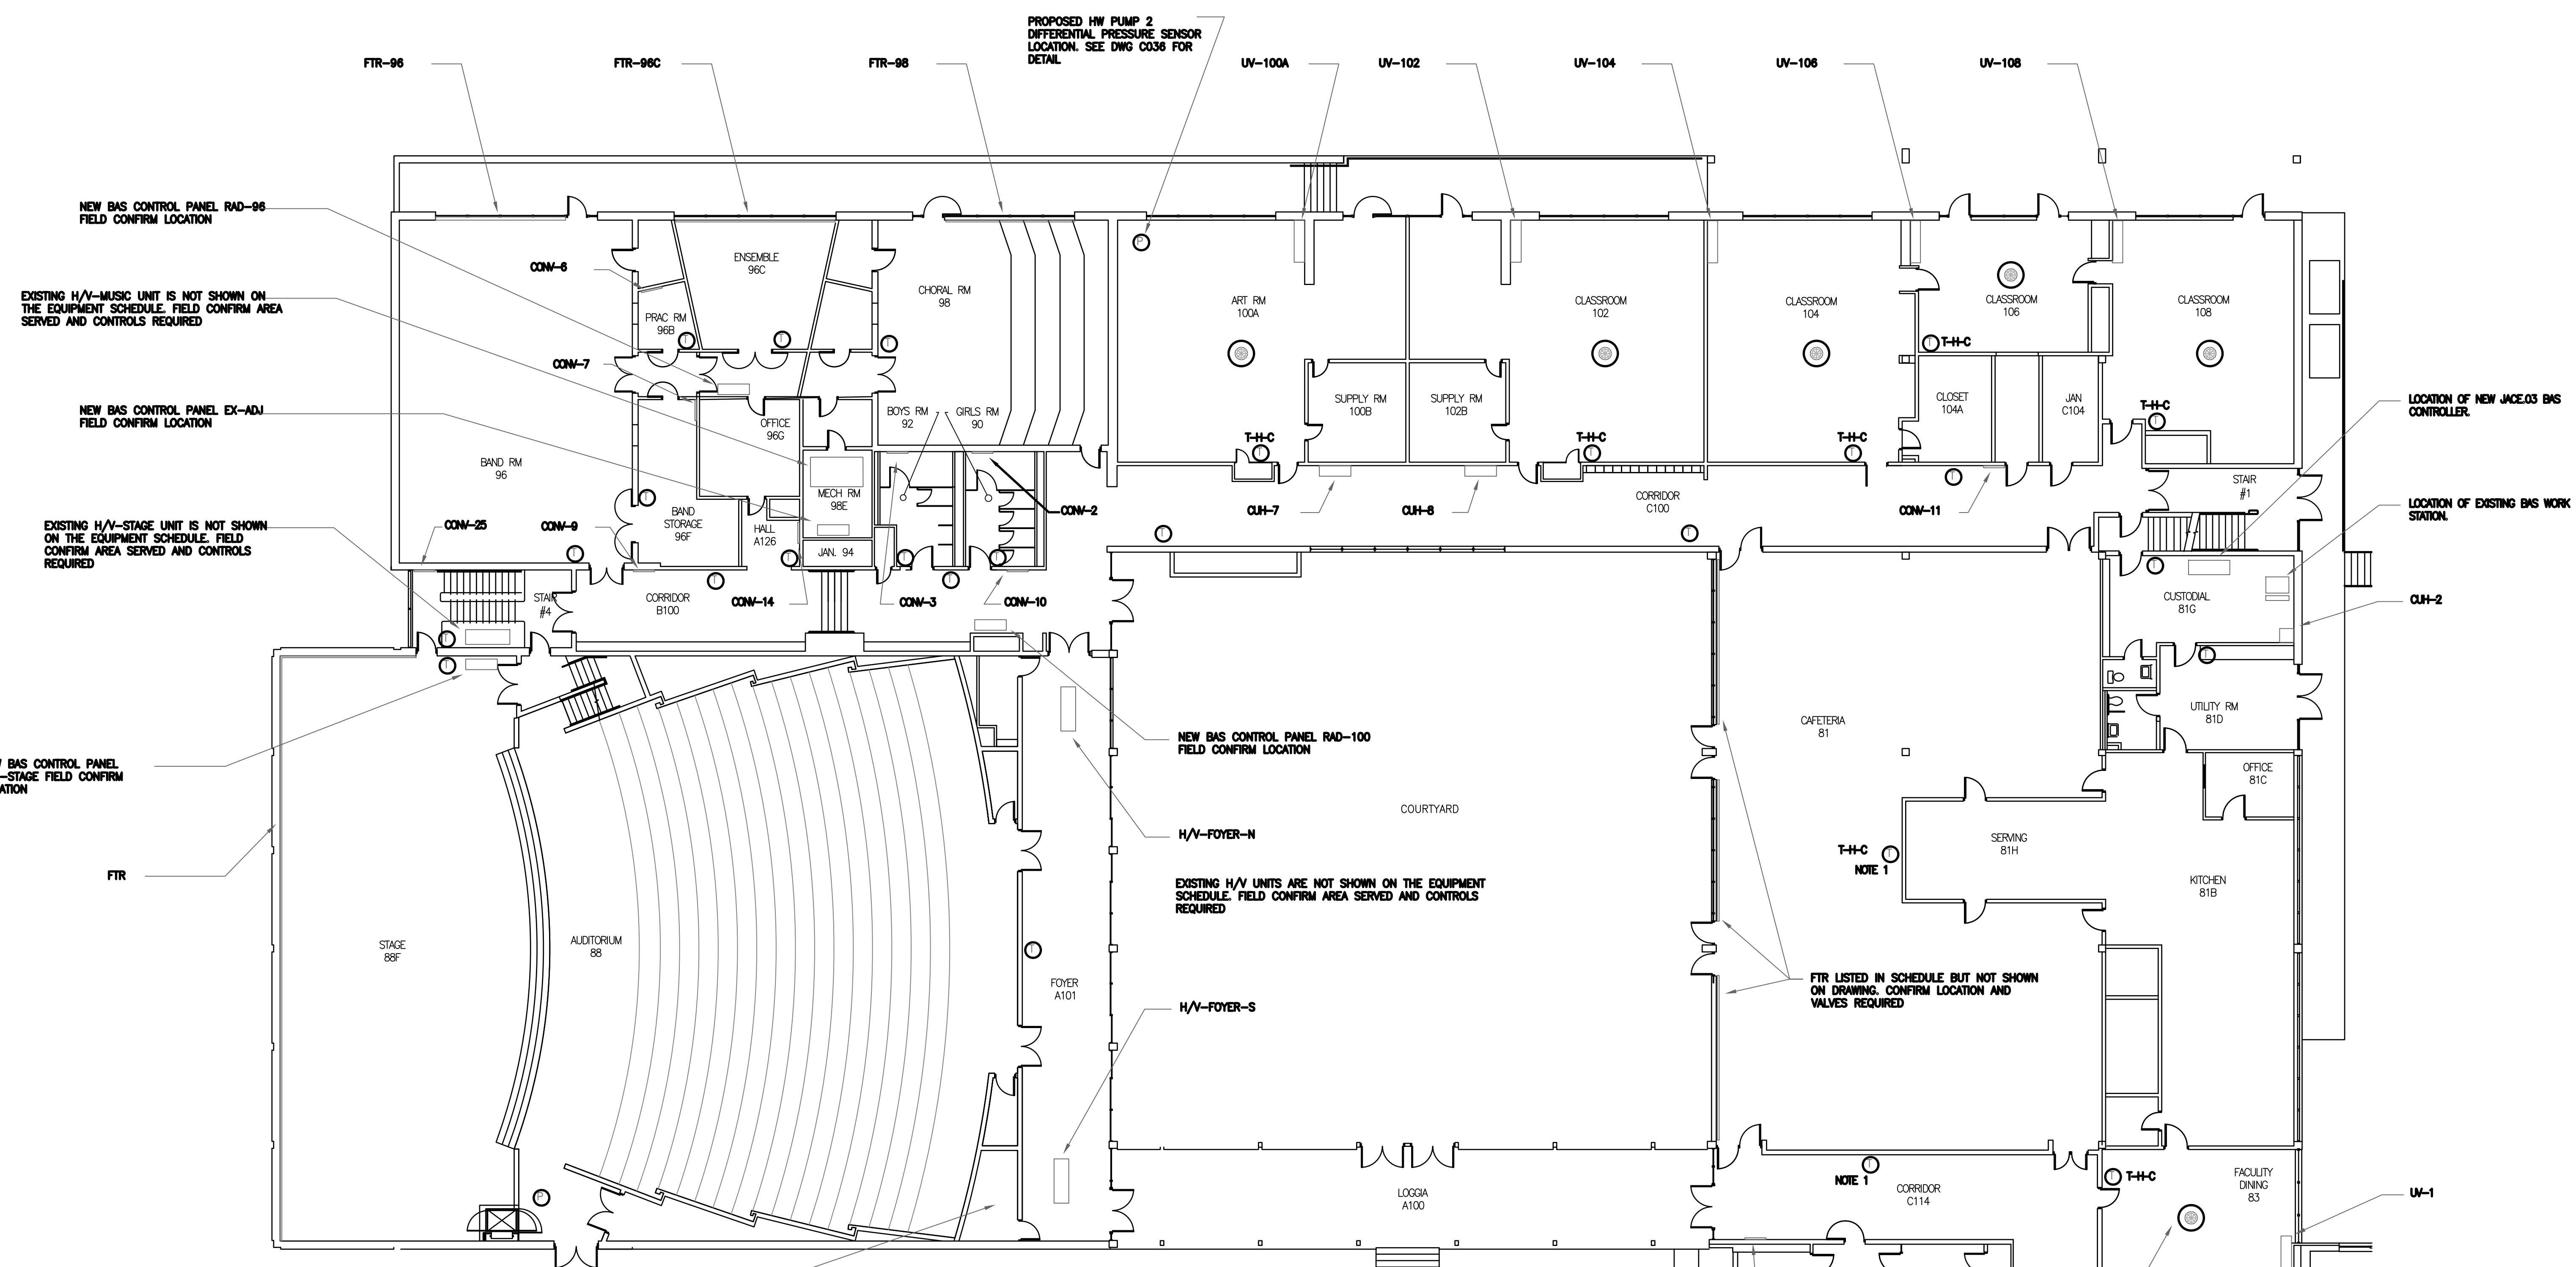 PROPOSED HW PUMP 2
DIFFERENTIAL PRESSURE SENSOR
LOCATION. SEE DWG C036 FOR
DETAIL
FTR-96
FTR-96C
FTR-98
UV-100A
UV-102
UV-104
UV-106
UV-108
NEW BAS CONTROL PANEL RAD-96
FIELD CONFIRM LOCATION
EXISTING H/V-MUSIC UNIT IS NOT SHOWN ON
THE EQUIPMENT SCHEDULE. FIELD CONFIRM AREA
SERVED AND CONTROLS REQUIRED
NEW BAS CONTROL PANEL EX-ADJ
FIELD CONFIRM LOCATION
EXISTING H/V-STAGE UNIT IS NOT SHOWN
ON THE EQUIPMENT SCHEDULE. FIELD
CONFIRM AREA SERVED AND CONTROLS
REQUIRED
BAS CONTROL PANEL
-STAGE FIELD CONFIRM
FTR
CONV-6
CONV-7
CONV-25
CONV-9
ENSEMBLE
96C
PRAC RM
96B
CHORAL RM
98
BAND RM
96
OFFICE
96G
BOYS RM
92
GIRLS RM
90
MECH RM
98E
BAND
STORAGE
96F
HALL
A126
JAN. 94
CONV-2
STAIR
#4
CORRIDOR
B100
CONV-14
CONV-3
CONV-10
P
ART RM
100A
SUPPLY RM
100B
SUPPLY RM
102B
CLASSROOM
102
CLASSROOM
104
CLASSROOM
106
CLASSROOM
108
T-H-C
T-H-C
T-H-C
T-H-C
T-H-C
CLOSET
104A
JAN
C104
CUH-7
CUH-8
CORRIDOR
C100
CONV-11
STAIR
#1
LOCATION OF NEW JACE.03 BAS
CONTROLLER.
LOCATION OF EXISTING BAS WORK
STATION.
CUH-2
CUSTODIAL
81G
UTILITY RM
81D
OFFICE
81C
CAFETERIA
81
SERVING
81H
KITCHEN
81B
T-H-C
NOTE 1
NEW BAS CONTROL PANEL RAD-100
FIELD CONFIRM LOCATION
H/V-FOYER-N
COURTYARD
EXISTING H/V UNITS ARE NOT SHOWN ON THE EQUIPMENT
SCHEDULE. FIELD CONFIRM AREA SERVED AND CONTROLS
REQUIRED
STAGE
88F
AUDITORIUM
88
FOYER
A101
H/V-FOYER-S
FTR LISTED IN SCHEDULE BUT NOT SHOWN
ON DRAWING. CONFIRM LOCATION AND
VALVES REQUIRED
P
LOGGIA
A100
NOTE 1
CORRIDOR
C114
T-H-C
FACULITY
DINING
83
UV-1